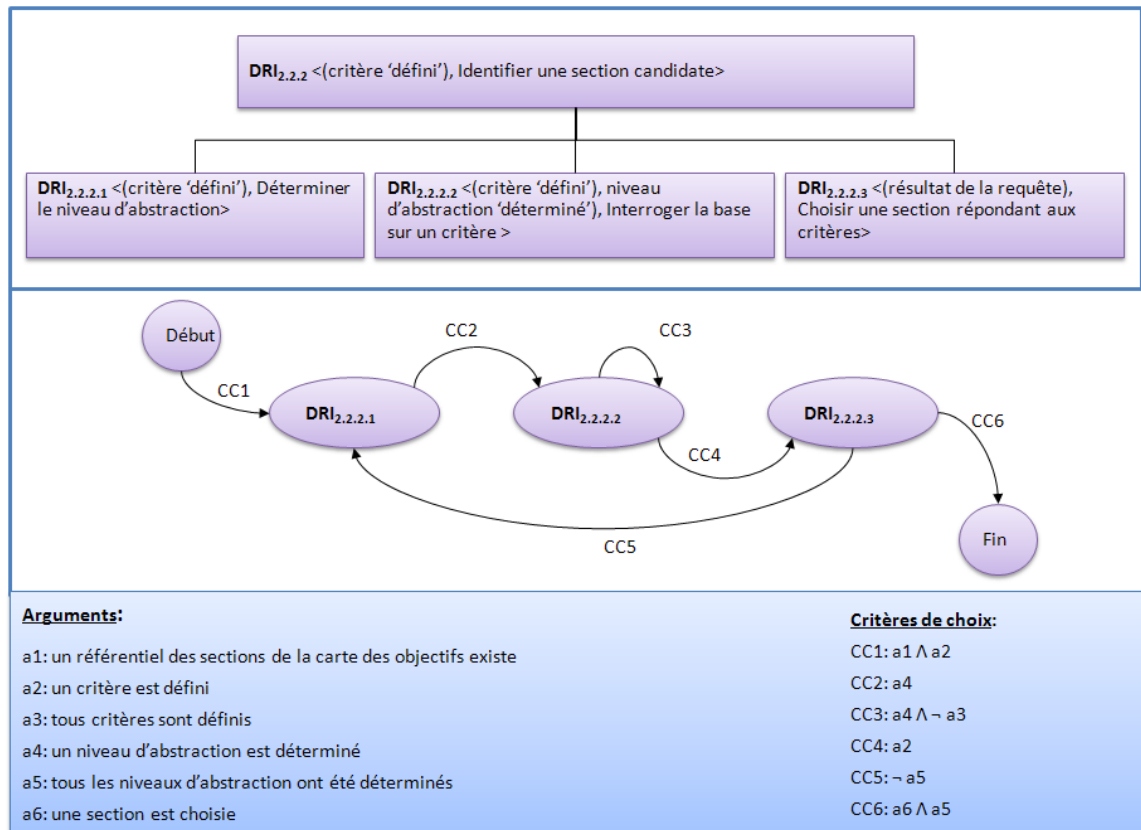 DRI2.2.2 <(critère ‘défini’), Identifier une section candidate>
DRI2.2.2.1 <(critère ‘défini’), Déterminer
le niveau d’abstraction>
DRI2.2.2.2 <(critère ‘défini’), niveau
d’abstraction ‘déterminé’), Interroger la base
sur un critère >
DRI2.2.2.3 <(résultat de la requête),
Choisir une section répondant aux
critères>
Début
CC1
CC2
CC3
DRI2.2.2.1
DRI2.2.2.2
DRI2.2.2.3
CC4
CC6
CC5
Fin
Arguments:
a1: un référentiel des sections de la carte des objectifs existe
a2: un critère est défini
a3: tous critères sont définis
a4: un niveau d’abstraction est déterminé
a5: tous les niveaux d’abstraction ont été déterminés
a6: une section est choisie
Critères de choix:
CC1: a1 Λ a2
CC2: a4
CC3: a4 Λ ¬ a3
CC4: a2
CC5: ¬ a5
CC6: a6 Λ a5